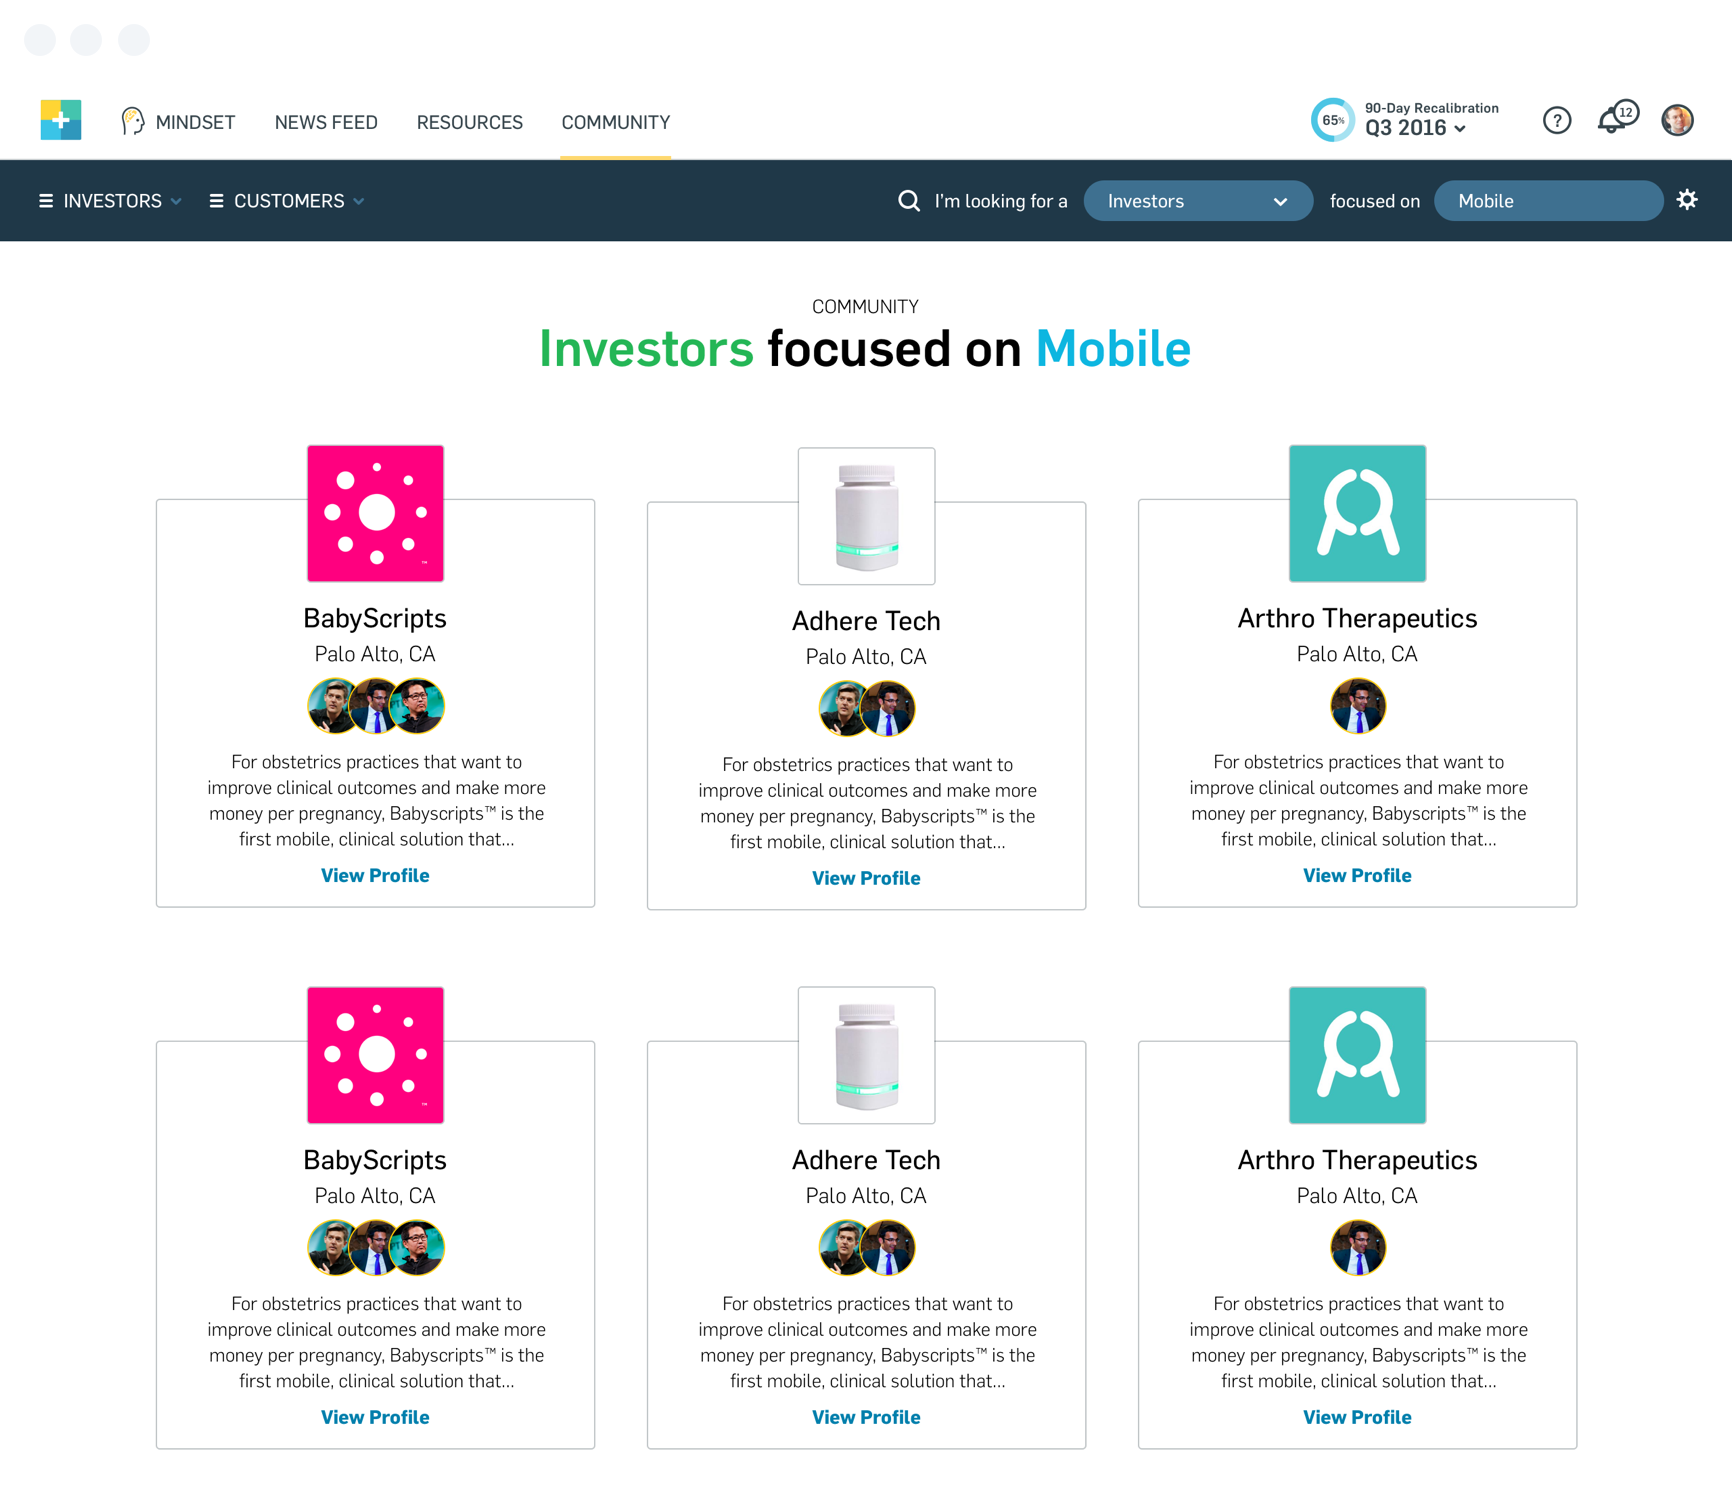 MINDSET
NEWS FEED
RESOURCES
COMMUNITY
65%
90-Day Recalibration
Q3 2016
?
12
INVESTORS
CUSTOMERS
I'm looking for a
Investors
focused on
Mobile
COMMUNITY
Investors focused on Mobile
™
BabyScripts
Palo Alto, CA
For obstetrics practices that want to
improve clinical outcomes and make more
money per pregnancy, Babyscripts™ is the
first mobile, clinical solution that...
View Profile
Adhere Tech
Palo Alto, CA
For obstetrics practices that want to
improve clinical outcomes and make more
money per pregnancy, Babyscripts™ is the
first mobile, clinical solution that...
View Profile
Arthro Therapeutics
Palo Alto, CA
For obstetrics practices that want to
improve clinical outcomes and make more
money per pregnancy, Babyscripts™ is the
first mobile, clinical solution that...
View Profile
™
BabyScripts
Palo Alto, CA
For obstetrics practices that want to
improve clinical outcomes and make more
money per pregnancy, Babyscripts™ is the
first mobile, clinical solution that...
View Profile
Adhere Tech
Palo Alto, CA
For obstetrics practices that want to
improve clinical outcomes and make more
money per pregnancy, Babyscripts™ is the
first mobile, clinical solution that...
View Profile
Arthro Therapeutics
Palo Alto, CA
For obstetrics practices that want to
improve clinical outcomes and make more
money per pregnancy, Babyscripts™ is the
first mobile, clinical solution that...
View Profile